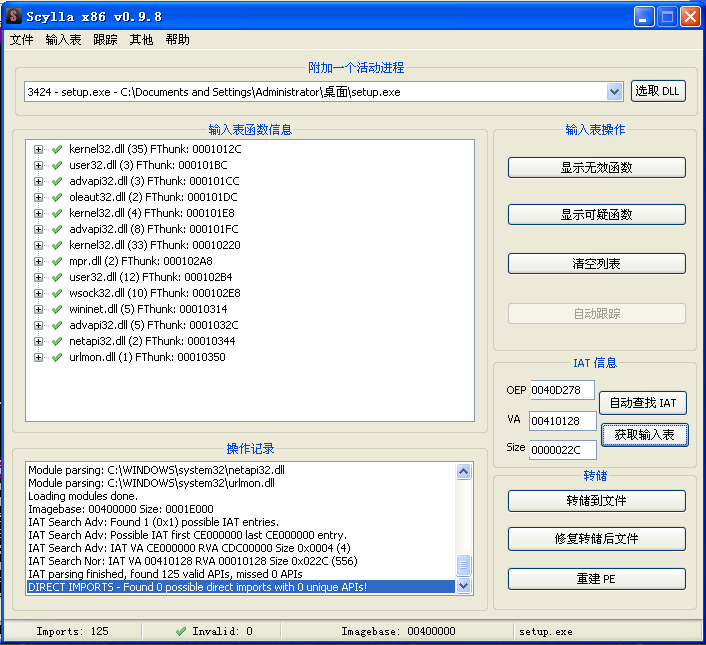 Scylla x86 v0.9.8
文件 输入表 跟踪 其他 帮助
附加一个活动进程
3424 - setup.exe - C:\Documents and Settings\Administrator\桌面\setup.exe
选取 DLL
输入表函数信息
kernel32.dll (35) FThunk: 0001012C
user32.dll (3) FThunk: 000101BC
advapi32.dll (3) FThunk: 000101CC
oleaut32.dll (2) FThunk: 000101DC
kernel32.dll (4) FThunk: 000101E8
advapi32.dll (8) FThunk: 000101FC
kernel32.dll (33) FThunk: 00010220
mpr.dll (2) FThunk: 000102A8
user32.dll (12) FThunk: 000102B4
wsock32.dll (10) FThunk: 000102E8
wininet.dll (5) FThunk: 00010314
advapi32.dll (5) FThunk: 0001032C
netapi32.dll (2) FThunk: 00010344
urlmon.dll (1) FThunk: 00010350
输入表操作
显示无效函数
显示可疑函数
清空列表
自动跟踪
IAT 信息
OEP 0040D278
自动查找 IAT
VA 00410128
获取输入表
Size 0000022C
操作记录
Module parsing: C:\WINDOWS\system32\netapi32.dll
Module parsing: C:\WINDOWS\system32\urlmon.dll
Loading modules done.
Imagebase: 00400000 Size: 0001E000
IAT Search Adv: Found 1 (0x1) possible IAT entries.
IAT Search Adv: Possible IAT first CE000000 last CE000000 entry.
IAT Search Adv: IAT VA CE000000 RVA CDC00000 Size 0x0004 (4)
IAT Search Nor: IAT VA 00410128 RVA 00010128 Size 0x022C (556)
IAT parsing finished, found 125 valid APIs, missed 0 APIs
DIRECT IMPORTS - Found 0 possible direct imports with 0 unique APIs!
转储
转储到文件
修复转储后文件
重建 PE
Imports: 125
Invalid: 0
Imagebase: 00400000
setup.exe